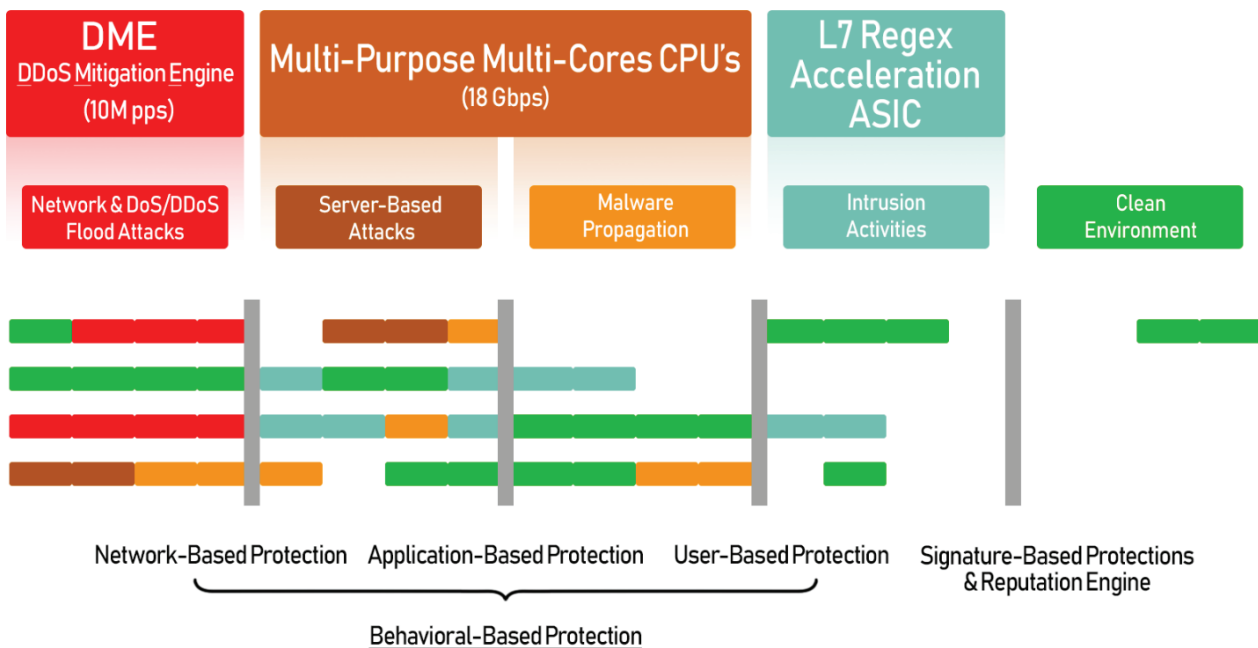 DME
DDoS Mitigation Engine
(10M pps)
Multi-Purpose Multi-Cores CPU's
(18 Gbps)
L7 Regex
Acceleration
ASIC
Network & DoS/DDoS
Flood Attacks
Server-Based
Attacks
Malware
Propagation
Intrusion
Activities
Clean
Environment
Network-Based Protection
Application-Based Protection
User-Based Protection
Signature-Based Protections
& Reputation Engine
Behavioral-Based Protection